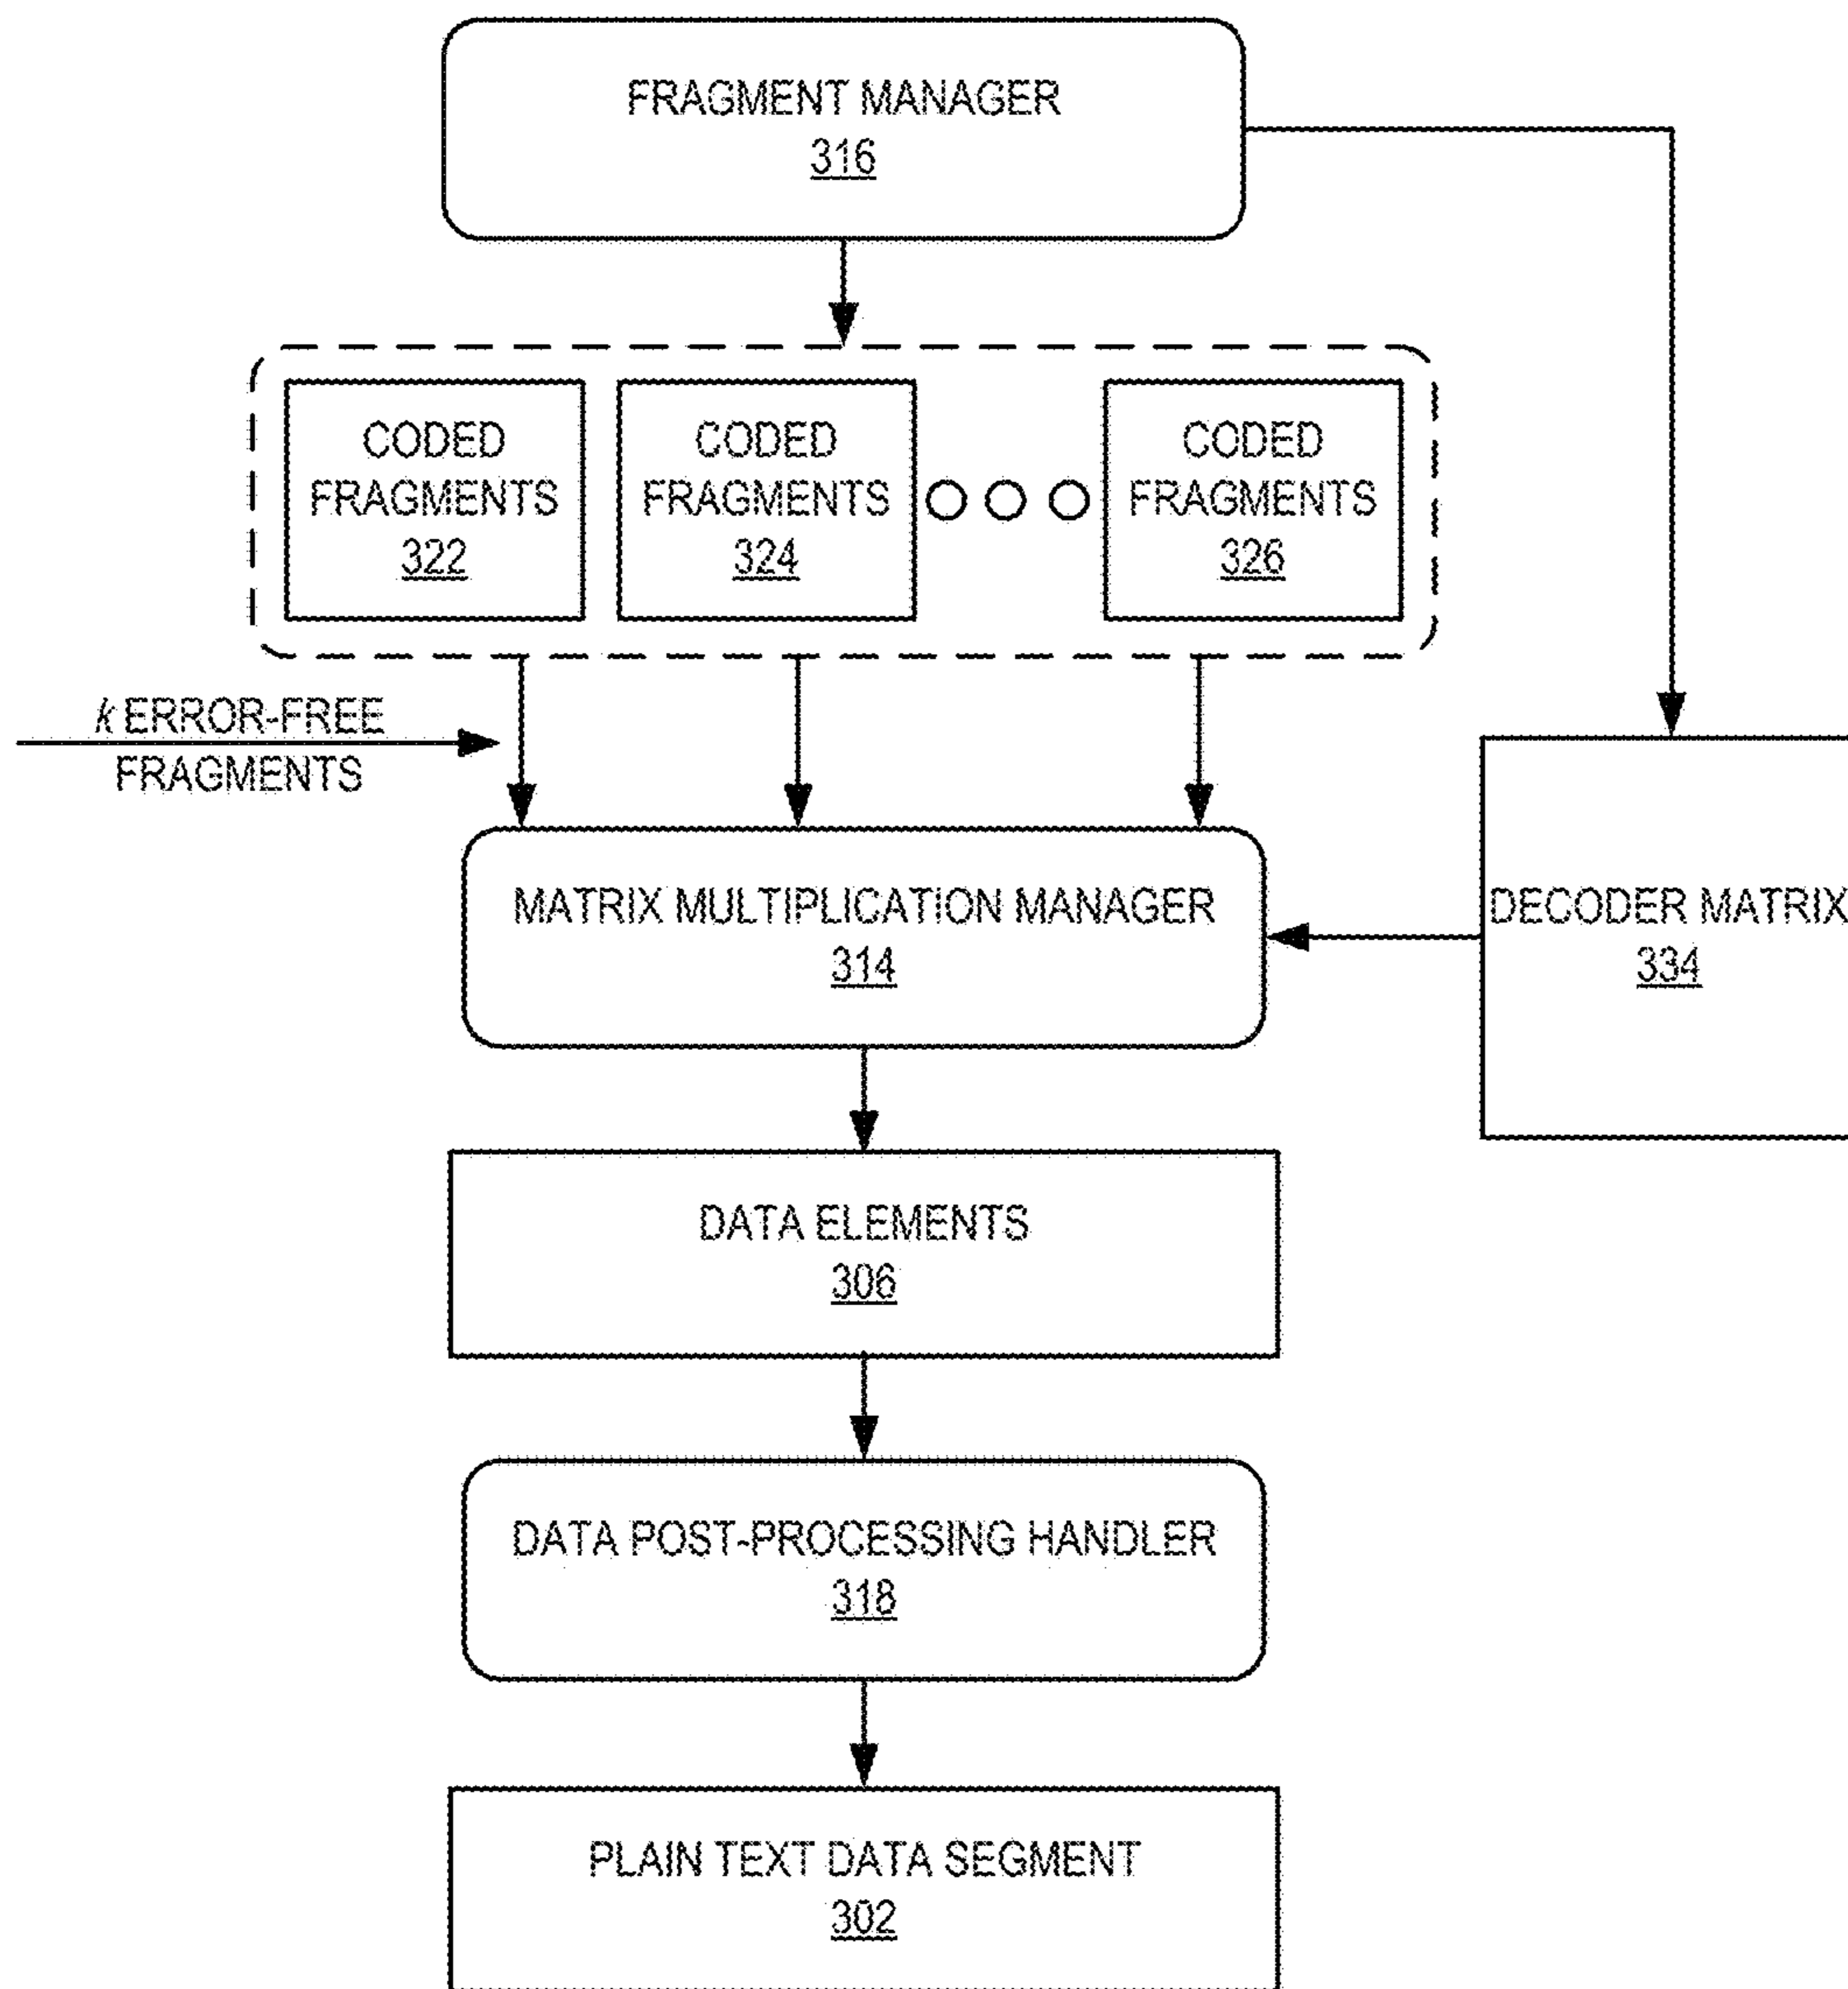 FRAGMENT MANAGER
316
CODED
FRAGMENTS
322
CODED
FRAGMENTS
324
CODED
FRAGMENTS
326
k ERROR-FREE
FRAGMENTS
MATRIX MULTIPLICATION MANAGER
314
DECODER MATRIX
334
DATA ELEMENTS
306
DATA POST-PROCESSING HANDLER
318
PLAIN TEXT DATA SEGMENT
302